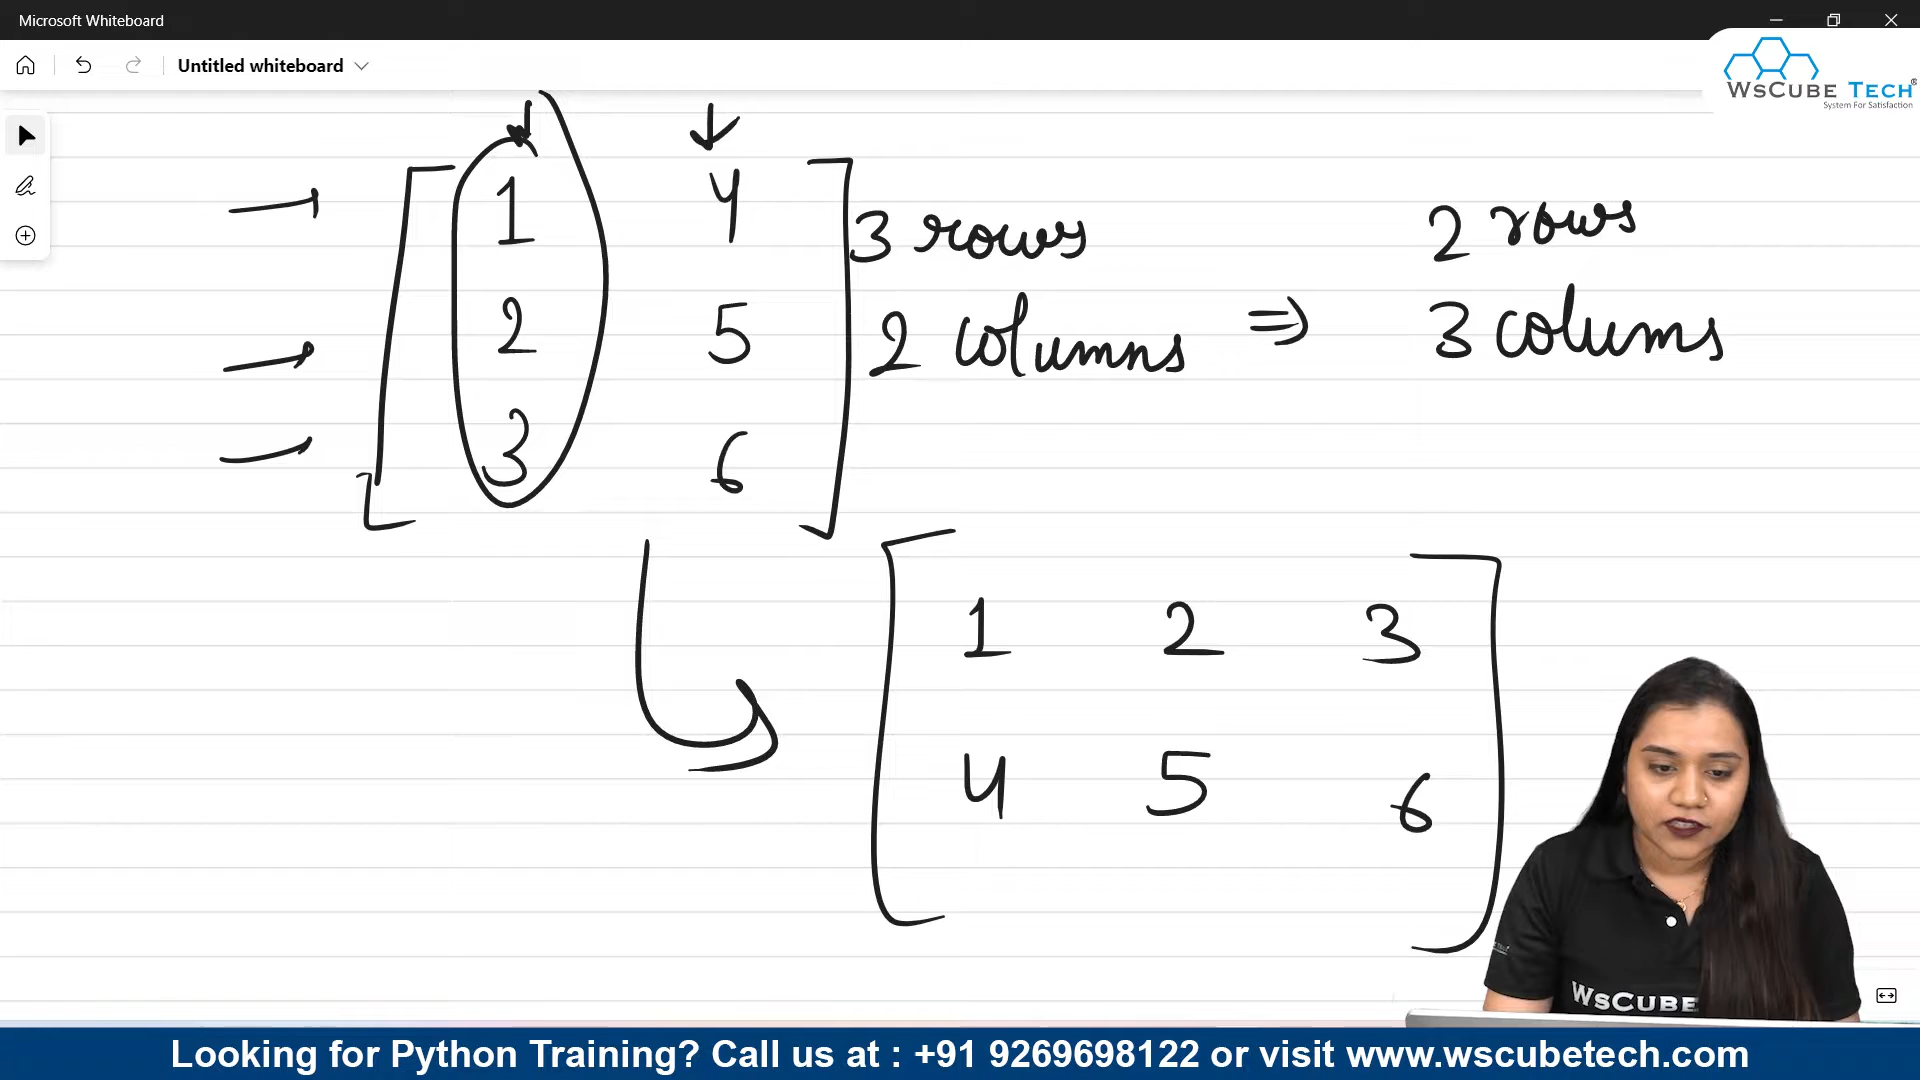 Microsoft Whiteboard
Untitled whiteboard
WsCube Tech®
System For Satisfaction
1 4
2 5
3 6
3 rows
2 columns ⇒
2 rows
3 colums
1 2 3
4 5 6
WsCube
Looking for Python Training? Call us at : +91 9269698122 or visit www.wscubetech.com